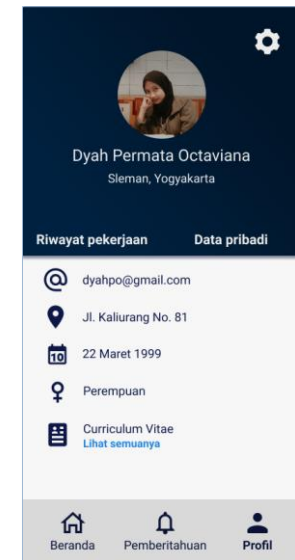 Dyah Permata Octaviana
Sleman, Yogyakarta
Riwayat pekerjaan Data pribadi
dyahpo@gmail.com
Jl. Kaliurang No. 81
10 22 Maret 1999
Perempuan
Curriculum Vitae
Lihat semuanya
Beranda Pemberitahuan Profil